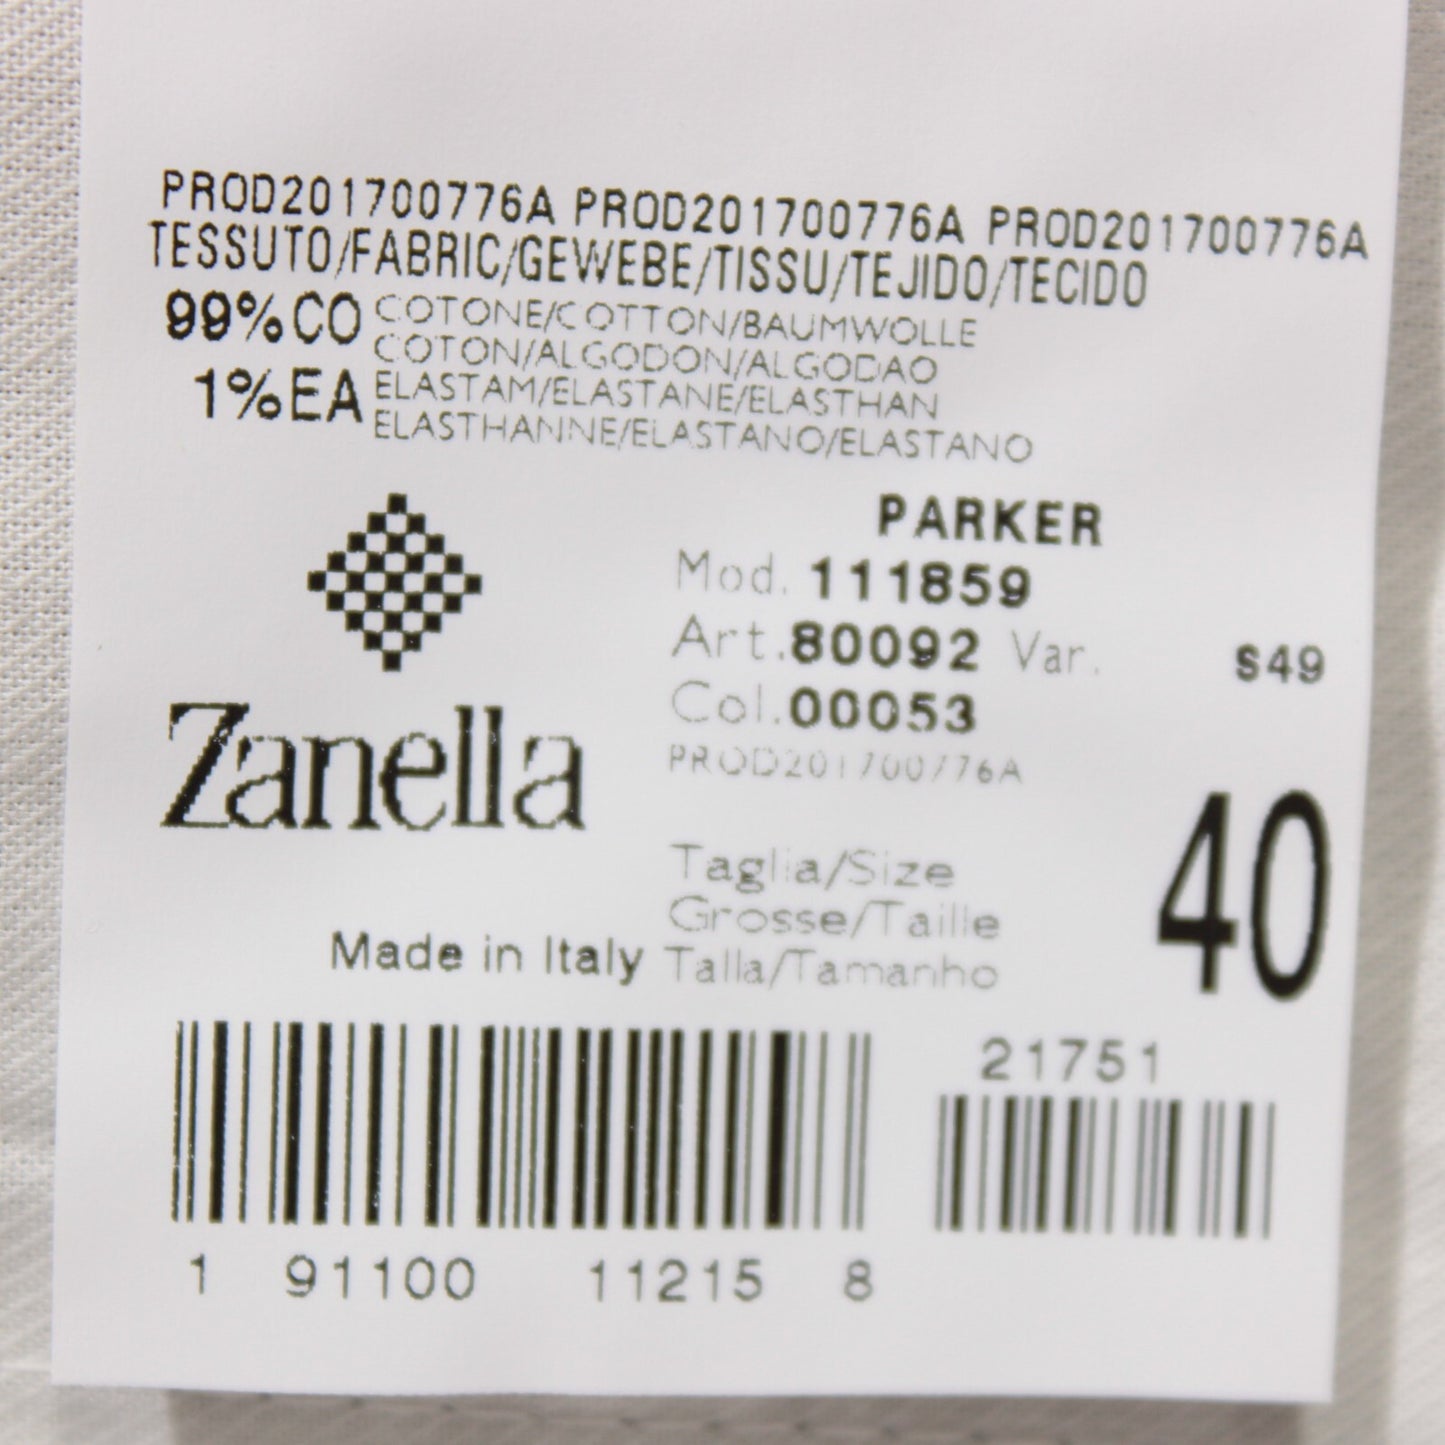 PROD201700776A PROD201700776A PROD201700776A
TESSUTO/FABRIC/GEWEBE/TISSU/TEJIDO/TECIDO
99%CO COTONE/COTTON/BAUMWOLLE
COTON/ALGODON/ALGODAO
1%EA ELASTAM/ELASTANE/ELASTHAN
ELASTHANNE/ELASTANO/ELASTANO
PARKER
Mod. 111859
Art.80092 Var. S49
Col.00053
PROD201700776A
Zanella
Taglia/Size
Grosse/Taille
Talla/Tamanho
40
Made in Italy
21751
1 91100 11215 8